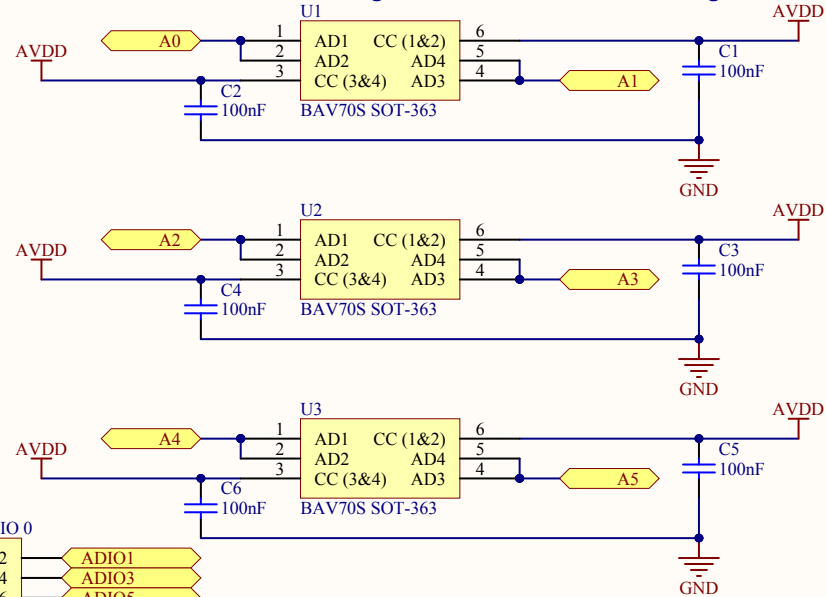 U1
AVDD
A0
1
AD1
CC (1&2)
6
2
AD2
AD4
5
3
CC (3&4)
AD3
4
BAV70S SOT-363
AVDD
C2
100nF
C1
100nF
A1
GND
U2
AVDD
A2
1
AD1
CC (1&2)
6
2
AD2
AD4
5
3
CC (3&4)
AD3
4
BAV70S SOT-363
AVDD
C4
100nF
C3
100nF
A3
GND
U3
AVDD
A4
1
AD1
CC (1&2)
6
2
AD2
AD4
5
3
CC (3&4)
AD3
4
BAV70S SOT-363
AVDD
C6
100nF
C5
100nF
A5
GND
IO 0
2
ADIO1
4
ADIO3
ADIO5